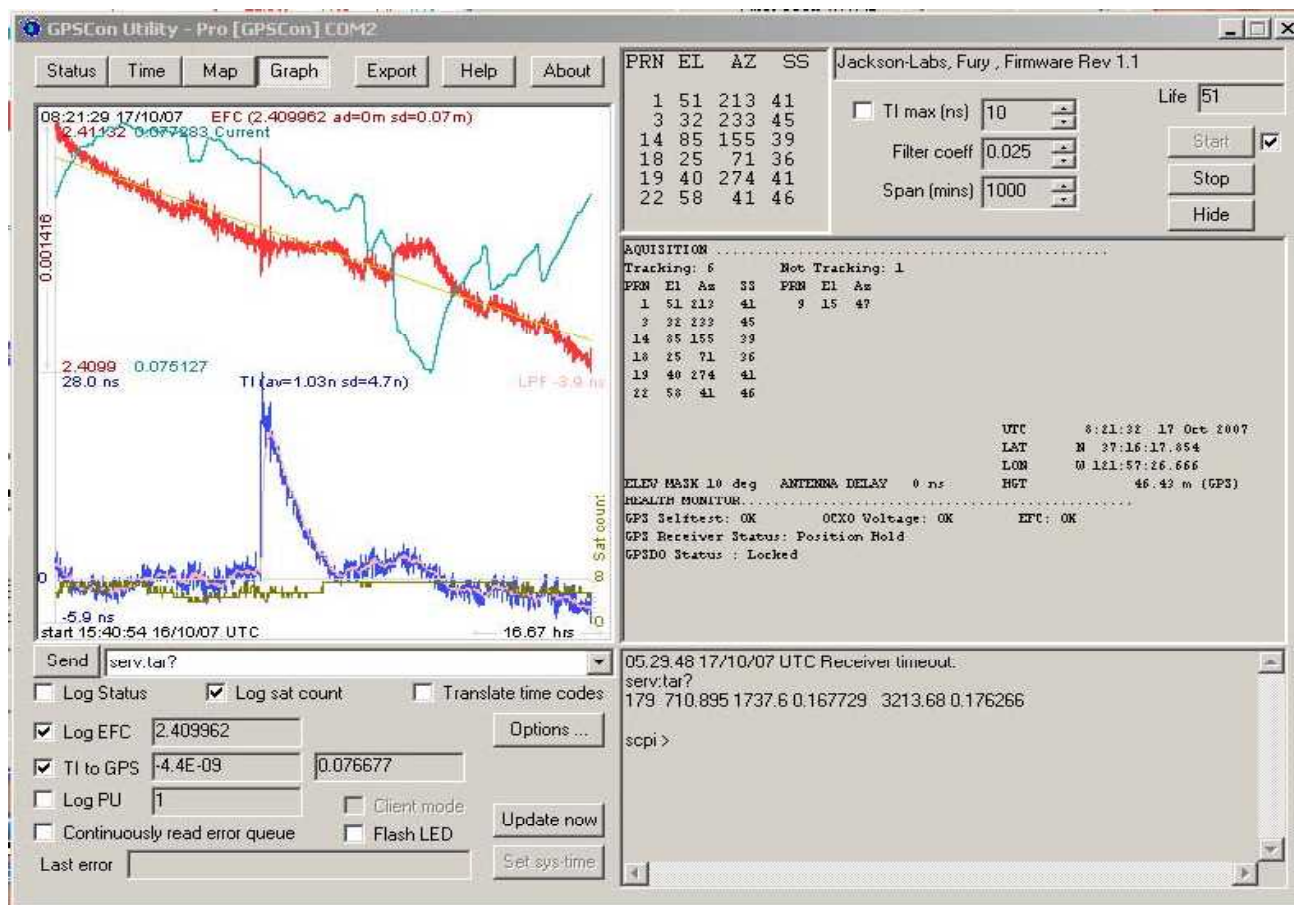 GPSCon Utility - Pro [GPSCon] COM2
Status Time Map Graph Export Help About
08:21:29 17/10/07 EFC (2.409962 ad=0m sd=0.07m)
2.41132 0.077283 Current
0.001416
2.4099 0.075127
28.0 ns TI (av=1.03n sd=4.7n) LPF -3.9 ns
0
8 Sat count
0
-5.9 ns
start 15:40:54 16/10/07 UTC 16.67 hrs
PRN EL AZ SS
1 51 213 41
3 32 233 45
14 85 155 39
18 25 71 36
19 40 274 41
22 58 41 46
Jackson-Labs, Fury , Firmware Rev 1.1
Life 51
TI max (ns) 10
Filter coeff 0.025
Span (mins) 1000
Start
Stop
Hide
AQUISITION ..................................................
Tracking: 6 Not Tracking: 1
PRN El Az SS PRN El Az
1 51 213 41 9 15 47
3 32 233 45
14 85 155 39
18 25 71 36
19 40 274 41
22 58 41 46
UTC 8:21:32 17 Oct 2007
LAT N 37:16:17.854
LON W 121:57:26.666
ELEV MASK 10 deg ANTENNA DELAY 0 ns HGT 46.43 m (GPS)
HEALTH MONITOR..................................................
GPS Selftest: OK OCXO Voltage: OK EFC: OK
GPS Receiver Status: Position Hold
GPSDO Status : Locked
Send serv:tar?
Log Status Log sat count Translate time codes
Log EFC 2.409962 Options ...
TI to GPS -4.4E-09 0.076677
Log PU 1 Client mode Update now
Continuously read error queue Flash LED
Last error Set sys-time
05:29:48 17/10/07 UTC Receiver timeout.
serv:tar?
179 710.895 1737.6 0.167729 3213.68 0.176266
scpi >